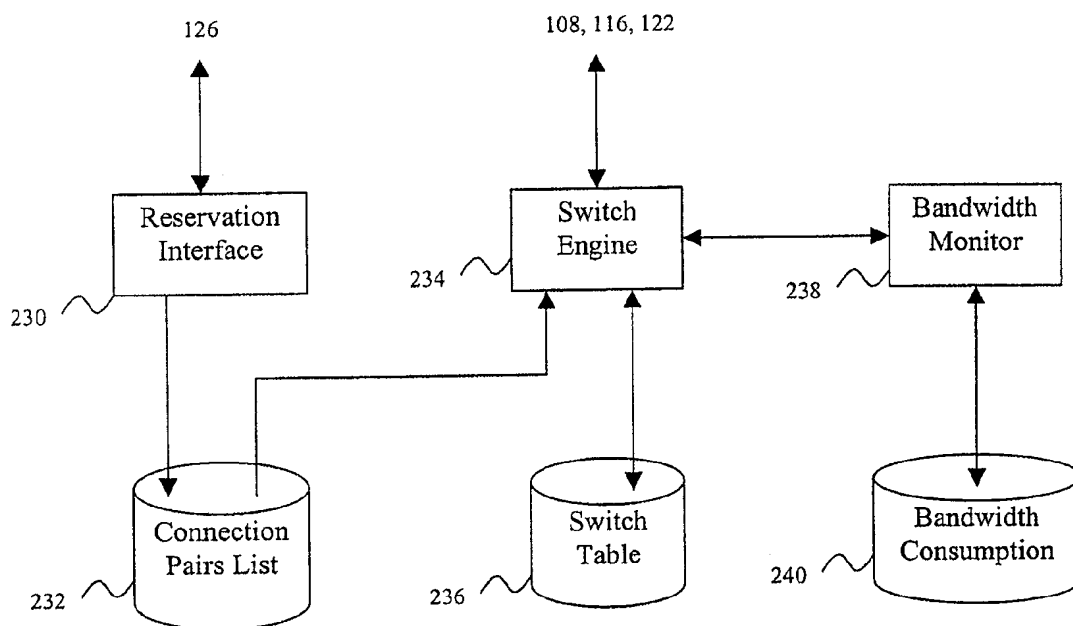 126
108, 116, 122
Reservation
Interface
230
Switch
Engine
234
Bandwidth
Monitor
238
Connection
Pairs List
232
Switch
Table
236
Bandwidth
Consumption
240